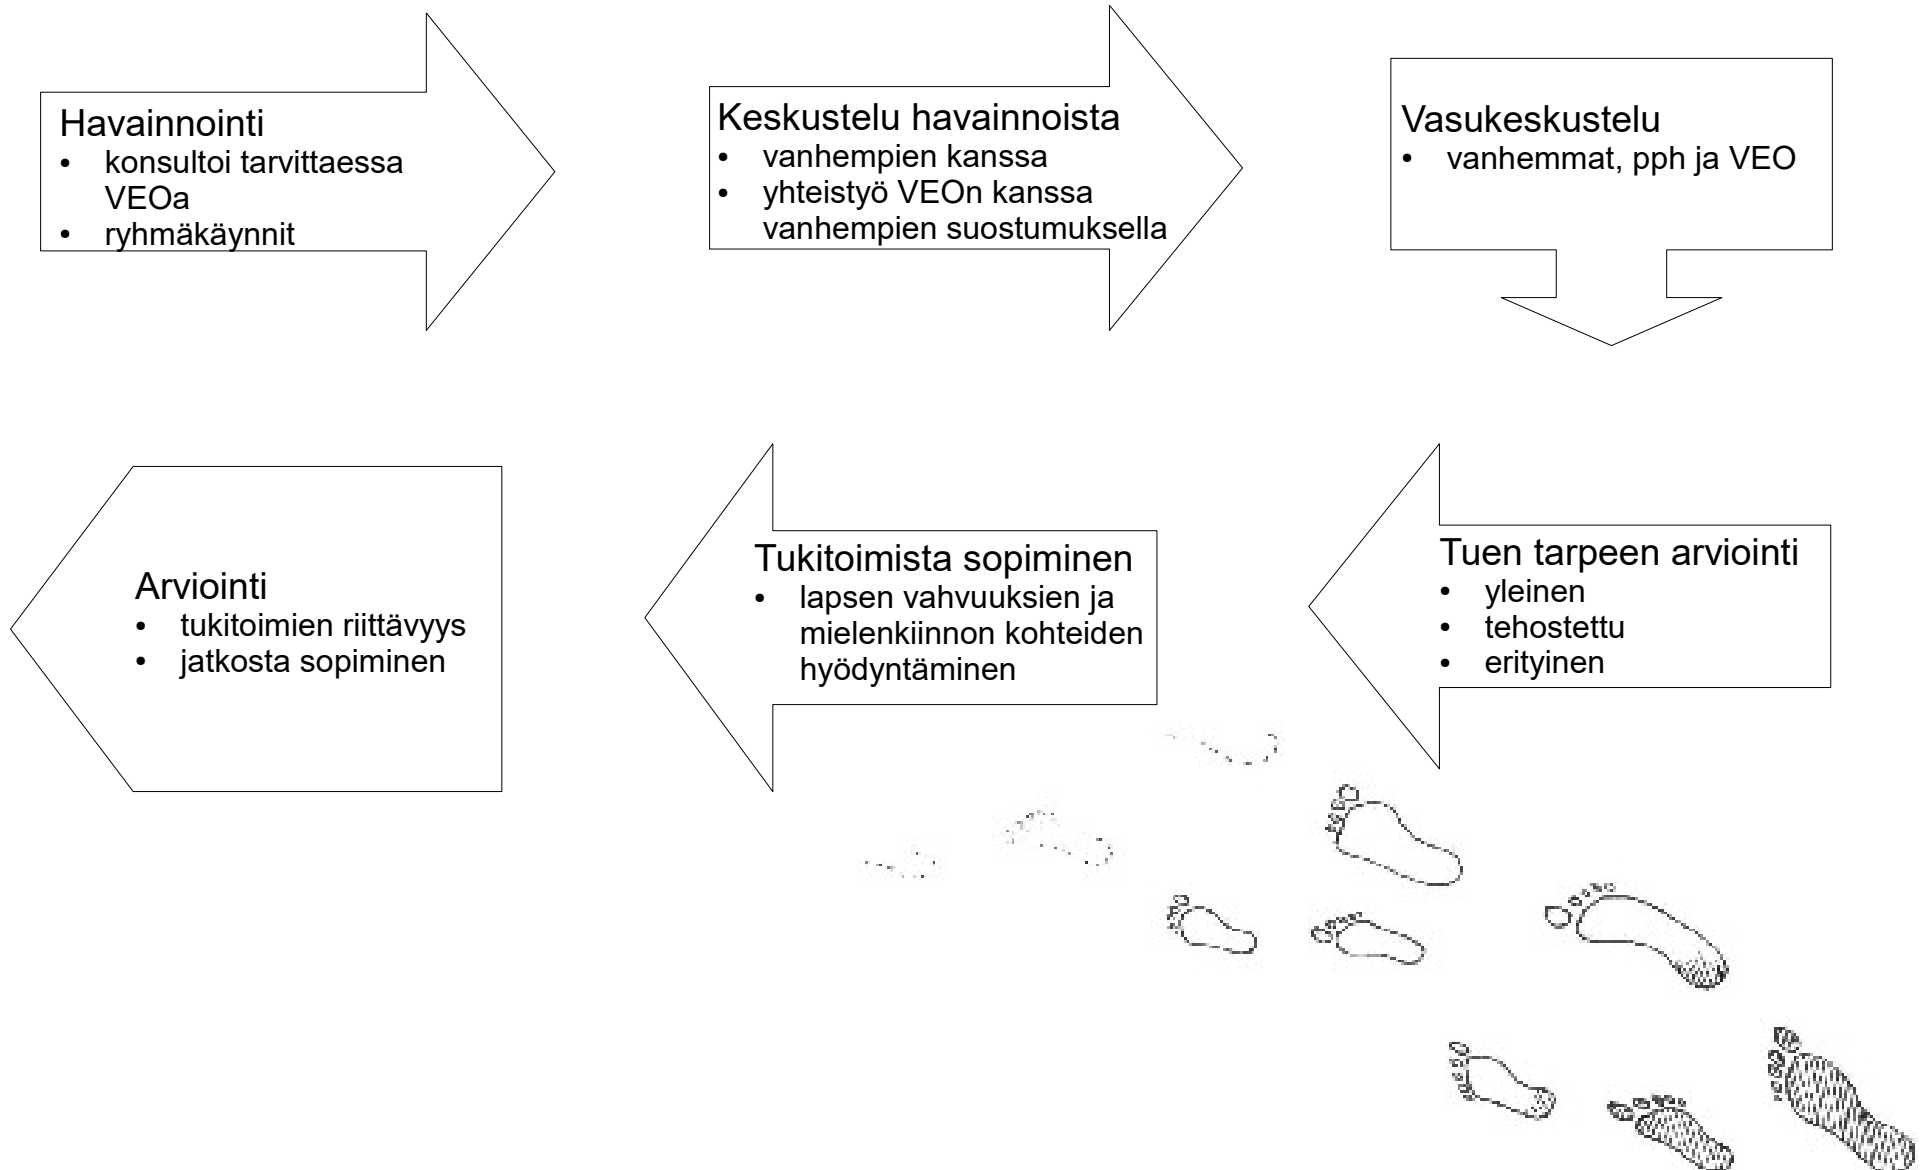 Havainnointi
• konsultoi tarvittaessa
VEOa
• ryhmäkäynnit
Keskustelu havainnoista
• vanhempien kanssa
• yhteistyö VEOn kanssa
vanhempien suostumuksella
Vasukeskustelu
• vanhemmat, pph ja VEO
Tuen tarpeen arviointi
• yleinen
• tehostettu
• erityinen
Tukitoimista sopiminen
• lapsen vahvuuksien ja
mielenkiinnon kohteiden
hyödyntäminen
Arviointi
• tukitoimien riittävyys
• jatkosta sopiminen